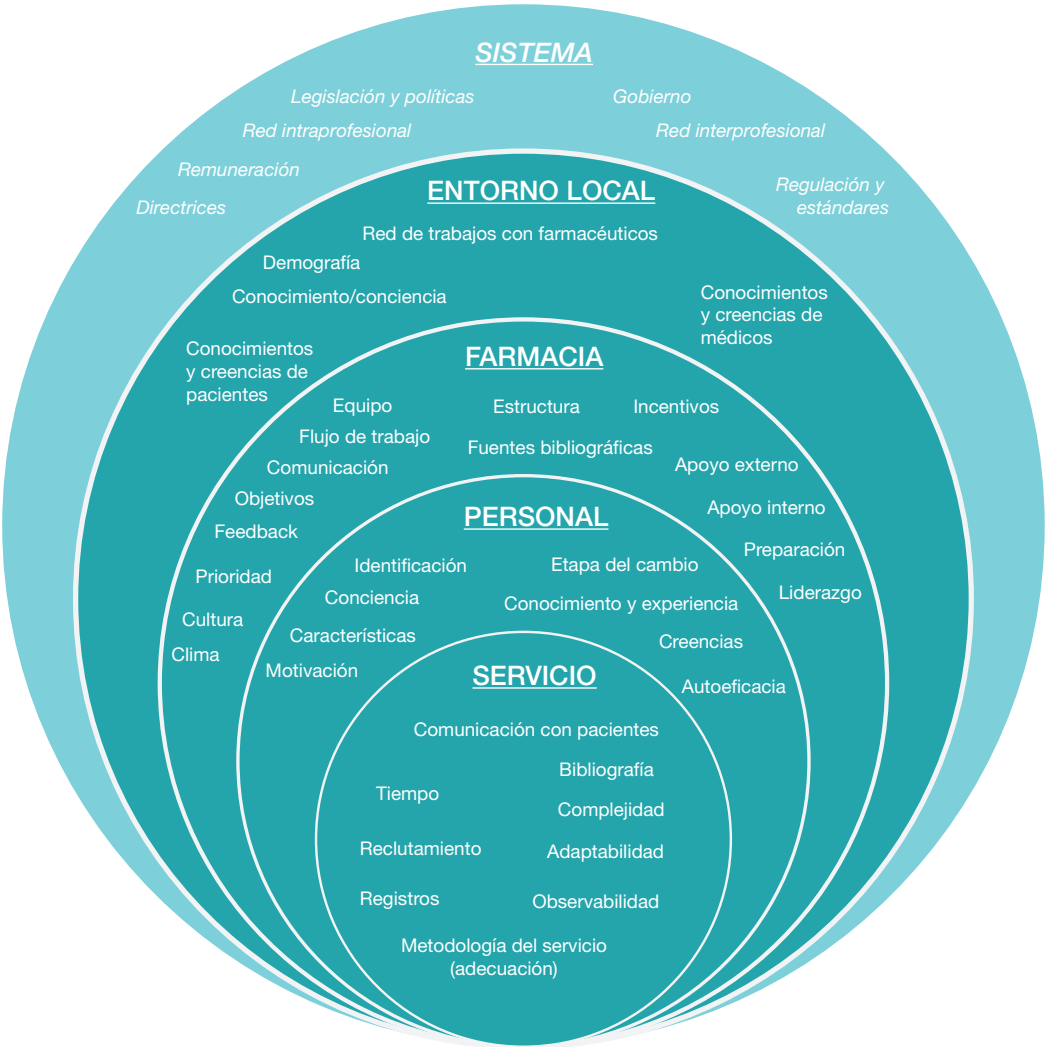 SISTEMA
Legislación y políticas
Gobierno
Red intraprofesional
Red interprofesional
Remuneración
Directrices
Regulación y
estándares
ENTORNO LOCAL
Red de trabajos con farmacéuticos
Demografía
Conocimiento/conciencia
Conocimientos
y creencias de
médicos
Conocimientos
y creencias de
pacientes
FARMACIA
Equipo
Estructura
Incentivos
Flujo de trabajo
Fuentes bibliográficas
Comunicación
Apoyo externo
Objetivos
Apoyo interno
Feedback
Preparación
Prioridad
Liderazgo
Cultura
Clima
PERSONAL
Identificación
Etapa del cambio
Conciencia
Conocimiento y experiencia
Características
Creencias
Motivación
Autoeficacia
SERVICIO
Comunicación con pacientes
Bibliografía
Tiempo
Complejidad
Reclutamiento
Adaptabilidad
Registros
Observabilidad
Metodología del servicio
(adecuación)